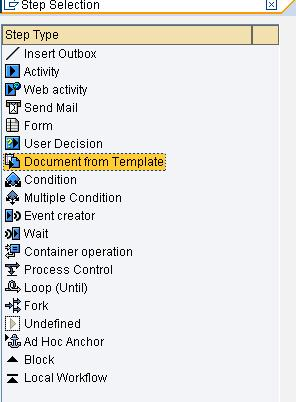 Step Selection
Step Type
Insert Outbox
Activity
Web activity
Send Mail
Form
User Decision
Document from Template
Condition
Multiple Condition
Event creator
Wait
Container operation
Process Control
Loop (Until)
Fork
Undefined
Ad Hoc Anchor
Block
Local Workflow